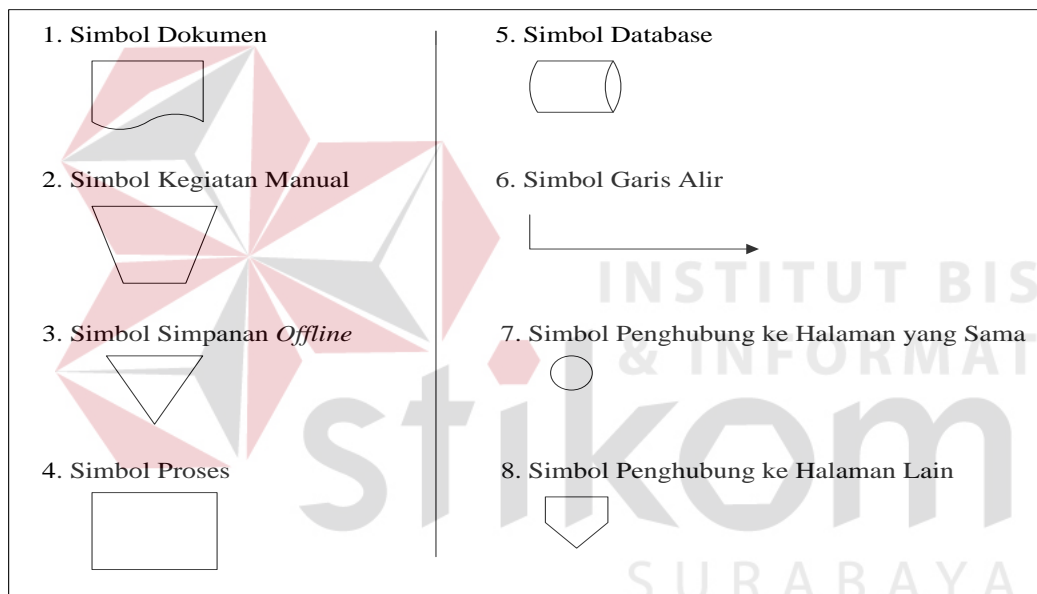 1. Simbol Dokumen
2. Simbol Kegiatan Manual
3. Simbol Simpanan Offline
4. Simbol Proses
5. Simbol Database
6. Simbol Garis Alir
7. Simbol Penghubung ke Halaman yang Sama
8. Simbol Penghubung ke Halaman Lain
INSTITUT BIS
& INFORMAT
stikom
SURABAYA